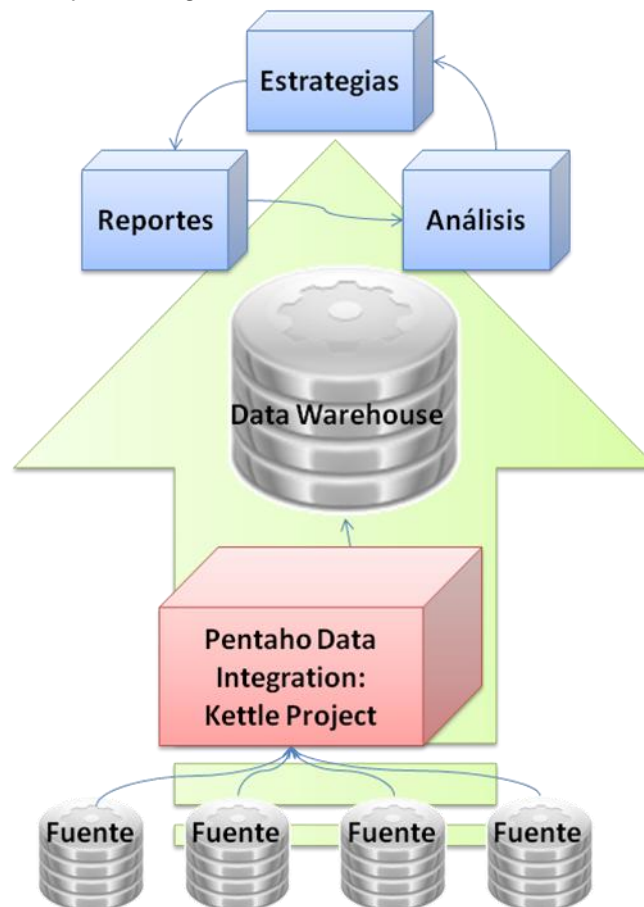 Estrategias
Reportes
Análisis
Data Warehouse
Pentaho Data
Integration:
Kettle Project
Fuente
Fuente
Fuente
Fuente